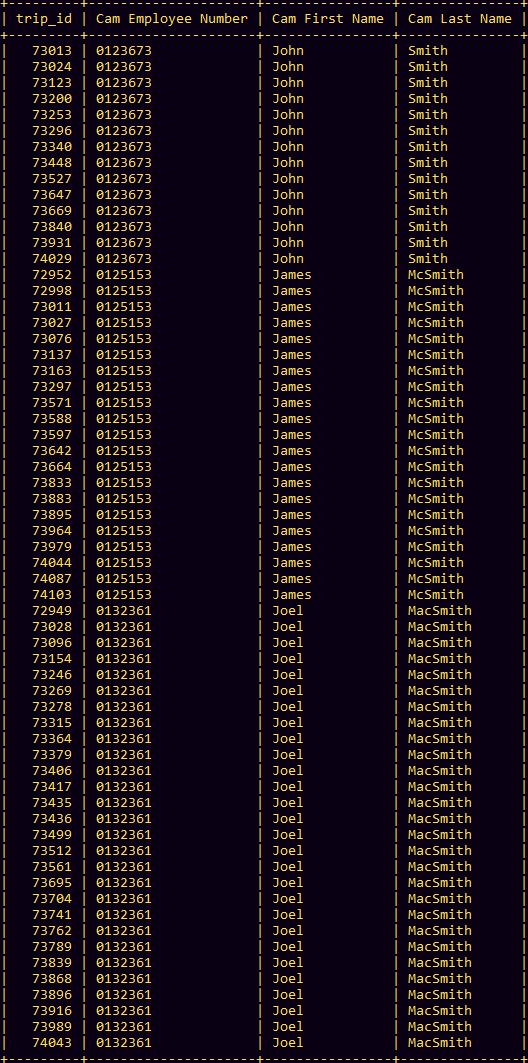 +---------+---------------------+----------------+---------------+
| trip_id | Cam Employee Number | Cam First Name | Cam Last Name |
+---------+---------------------+----------------+---------------+
| 73013 | 0123673 | John | Smith |
| 73024 | 0123673 | John | Smith |
| 73123 | 0123673 | John | Smith |
| 73200 | 0123673 | John | Smith |
| 73253 | 0123673 | John | Smith |
| 73296 | 0123673 | John | Smith |
| 73340 | 0123673 | John | Smith |
| 73448 | 0123673 | John | Smith |
| 73527 | 0123673 | John | Smith |
| 73647 | 0123673 | John | Smith |
| 73669 | 0123673 | John | Smith |
| 73840 | 0123673 | John | Smith |
| 73931 | 0123673 | John | Smith |
| 74029 | 0123673 | John | Smith |
| 72952 | 0125153 | James | McSmith |
| 72998 | 0125153 | James | McSmith |
| 73011 | 0125153 | James | McSmith |
| 73027 | 0125153 | James | McSmith |
| 73076 | 0125153 | James | McSmith |
| 73137 | 0125153 | James | McSmith |
| 73163 | 0125153 | James | McSmith |
| 73297 | 0125153 | James | McSmith |
| 73571 | 0125153 | James | McSmith |
| 73588 | 0125153 | James | McSmith |
| 73597 | 0125153 | James | McSmith |
| 73642 | 0125153 | James | McSmith |
| 73664 | 0125153 | James | McSmith |
| 73833 | 0125153 | James | McSmith |
| 73883 | 0125153 | James | McSmith |
| 73895 | 0125153 | James | McSmith |
| 73964 | 0125153 | James | McSmith |
| 73979 | 0125153 | James | McSmith |
| 74044 | 0125153 | James | McSmith |
| 74087 | 0125153 | James | McSmith |
| 74103 | 0125153 | James | McSmith |
| 72949 | 0132361 | Joel | MacSmith |
| 73028 | 0132361 | Joel | MacSmith |
| 73096 | 0132361 | Joel | MacSmith |
| 73154 | 0132361 | Joel | MacSmith |
| 73246 | 0132361 | Joel | MacSmith |
| 73269 | 0132361 | Joel | MacSmith |
| 73278 | 0132361 | Joel | MacSmith |
| 73315 | 0132361 | Joel | MacSmith |
| 73364 | 0132361 | Joel | MacSmith |
| 73379 | 0132361 | Joel | MacSmith |
| 73406 | 0132361 | Joel | MacSmith |
| 73417 | 0132361 | Joel | MacSmith |
| 73435 | 0132361 | Joel | MacSmith |
| 73436 | 0132361 | Joel | MacSmith |
| 73499 | 0132361 | Joel | MacSmith |
| 73512 | 0132361 | Joel | MacSmith |
| 73561 | 0132361 | Joel | MacSmith |
| 73695 | 0132361 | Joel | MacSmith |
| 73704 | 0132361 | Joel | MacSmith |
| 73741 | 0132361 | Joel | MacSmith |
| 73762 | 0132361 | Joel | MacSmith |
| 73789 | 0132361 | Joel | MacSmith |
| 73839 | 0132361 | Joel | MacSmith |
| 73868 | 0132361 | Joel | MacSmith |
| 73896 | 0132361 | Joel | MacSmith |
| 73916 | 0132361 | Joel | MacSmith |
| 73989 | 0132361 | Joel | MacSmith |
| 74043 | 0132361 | Joel | MacSmith |
+---------+---------------------+----------------+---------------+